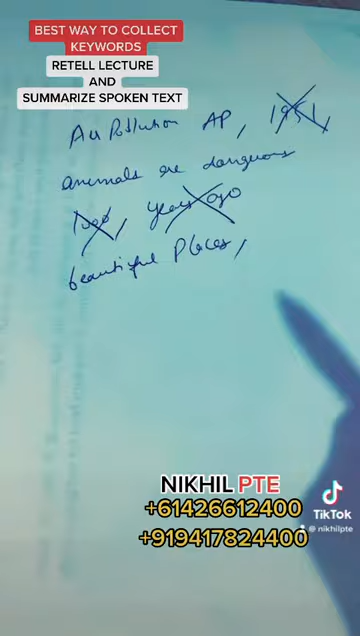 BEST WAY TO COLLECT
KEYWORDS
RETELL LECTURE
AND
SUMMARIZE SPOKEN TEXT
Air Pollution AP, 1951,
animals are dangerous
1000, years ago
beautiful Places,
NIKHIL PTE
+61426612400
TikTok
@ nikhilpte
+919417824400